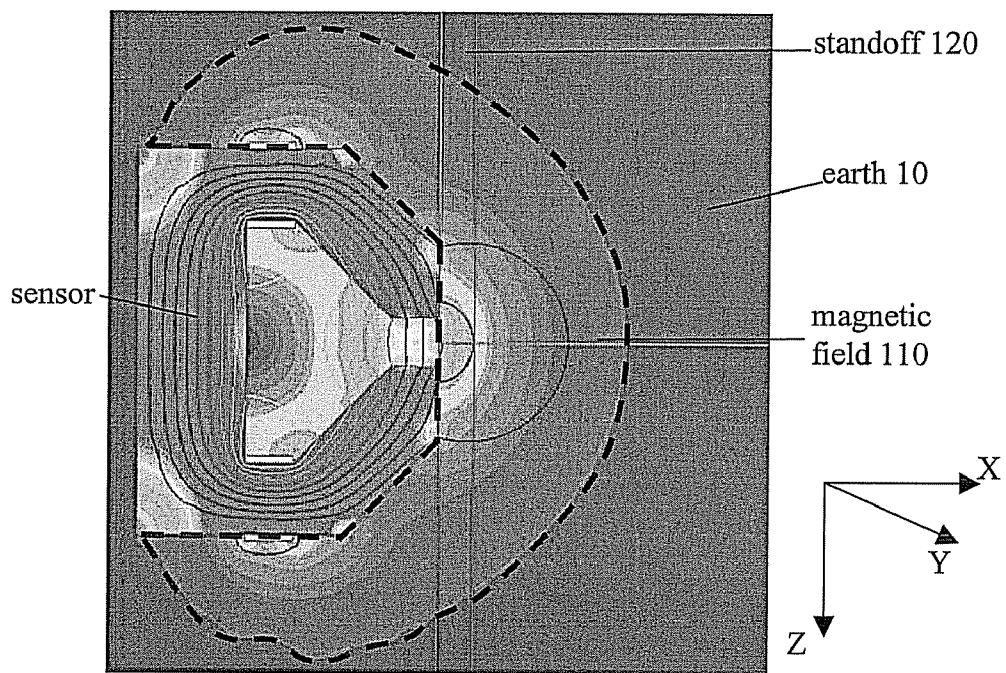 standoff 120
earth 10
sensor
magnetic
field 110
X
Y
Z